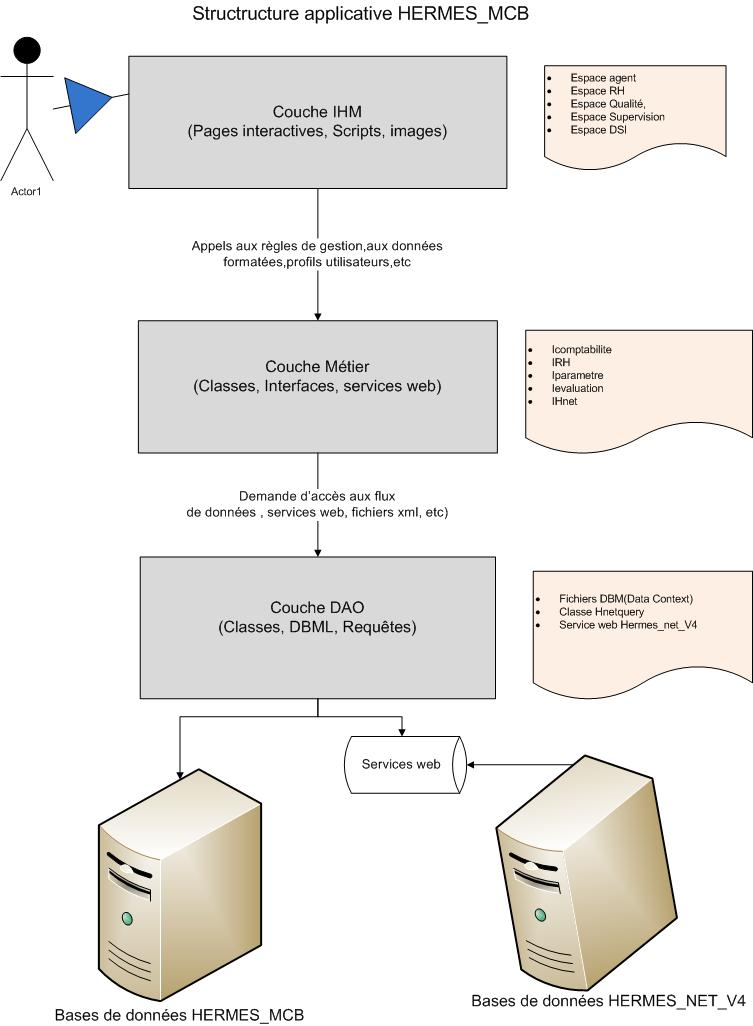 Structructure applicative HERMES_MCB
Actor1
Couche IHM
(Pages interactives, Scripts, images)
Espace agent
Espace RH
Espace Qualité,
Espace Supervision
Espace DSI
Appels aux règles de gestion,aux données
formatées,profils utilisateurs,etc
Couche Métier
(Classes, Interfaces, services web)
Icomptabilite
IRH
Iparametre
Ievaluation
IHnet
Demande d'accès aux flux
de données , services web, fichiers xml, etc)
Couche DAO
(Classes, DBML, Requêtes)
Fichiers DBM(Data Context)
Classe Hnetquery
Service web Hermes_net_V4
Services web
Bases de données HERMES_MCB
Bases de données HERMES_NET_V4